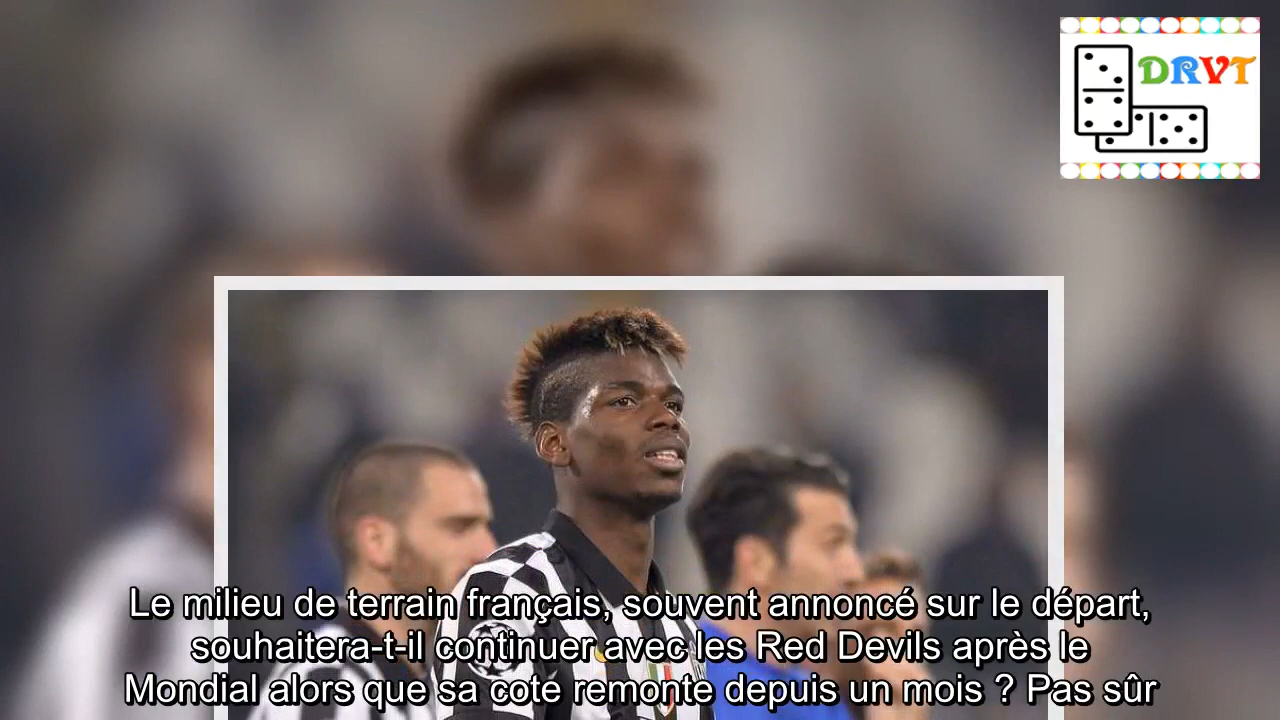 DRVT
Le milieu de terrain français, souvent annoncé sur le départ,
souhaitera-t-il continuer avec les Red Devils après le
Mondial alors que sa cote remonte depuis un mois ? Pas sûr